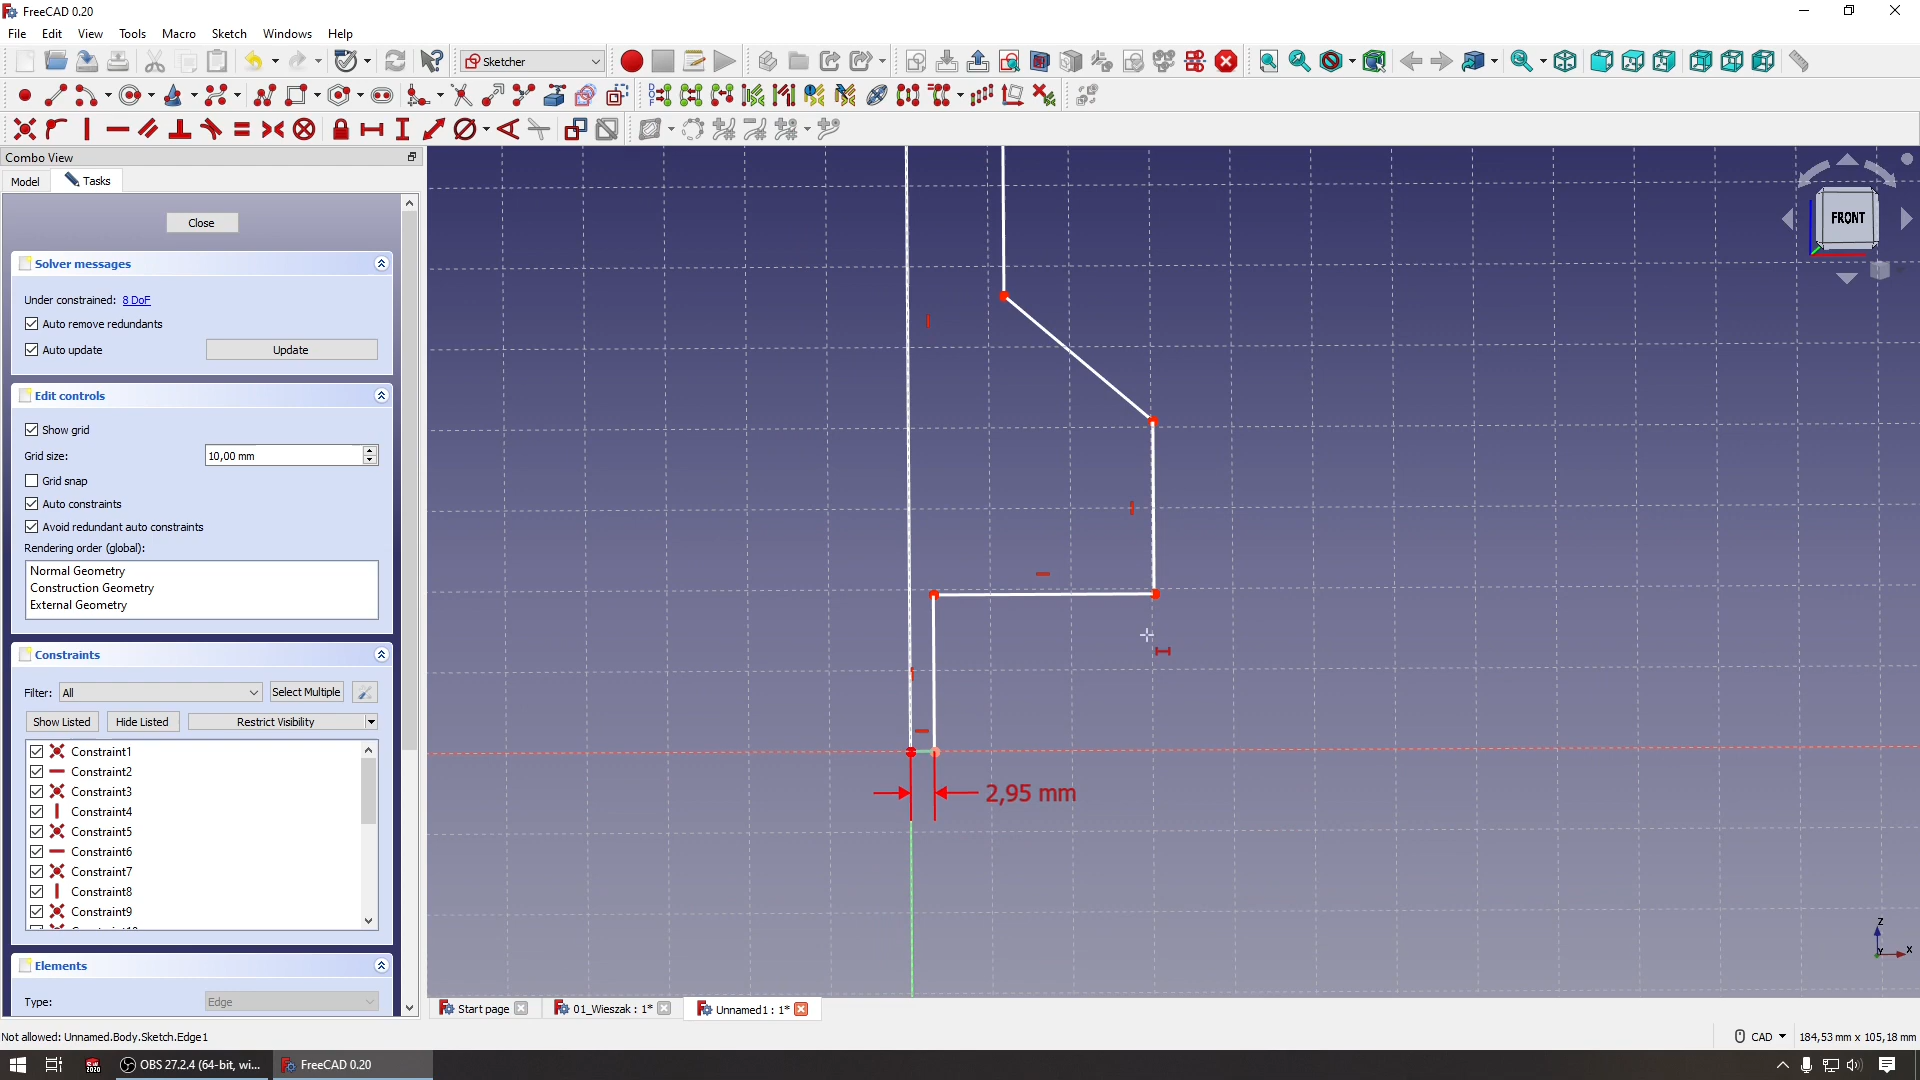 FreeCAD 0.20
File Edit View Tools Macro Sketch Windows Help
Sketcher
Combo View
Model Tasks
FRONT
Close
Solver messages
Under constrained: 8 DoF
Auto remove redundants
Auto update Update
Edit controls
Show grid
Grid size: 10,00 mm
Grid snap
Auto constraints
Avoid redundant auto constraints
Rendering order (global):
Normal Geometry
Construction Geometry
External Geometry
Constraints
Filter: All Select Multiple
Show Listed Hide Listed Restrict Visibility
Constraint1
Constraint2
Constraint3
2,95 mm
Constraint4
Constraint5
Constraint6
Constraint7
Constraint8
Constraint9
Z
Y X
Elements
Type: Edge
Start page 01_Wieszak : 1* Unnamed1 : 1*
Not allowed: Unnamed.Body.Sketch.Edge1 CAD 184,53 mm x 105,18 mm
OBS 27.2.4 (64-bit, wi... FreeCAD 0.20